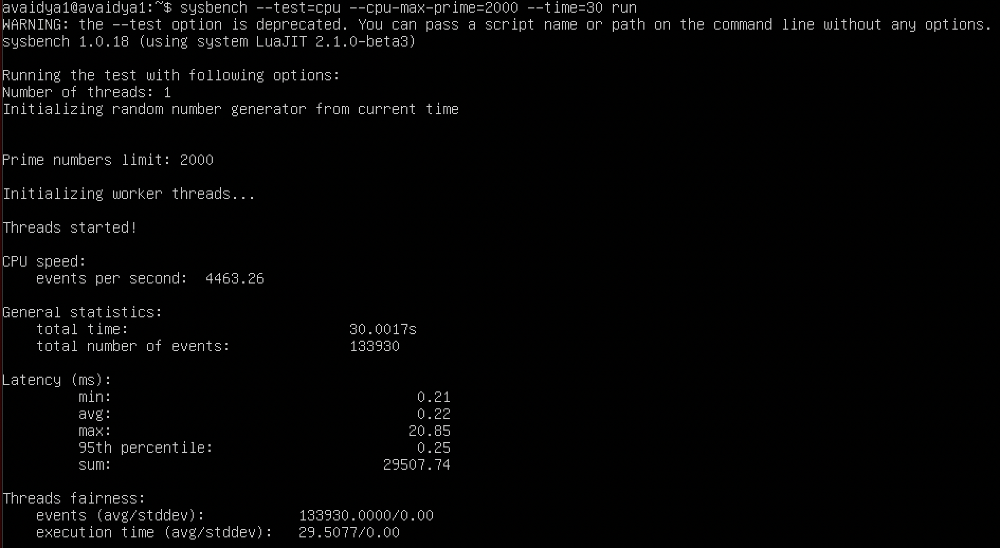 avaidya1@avaidya1:~$ sysbench --test=cpu --cpu-max-prime=2000 --time=30 run
WARNING: the --test option is deprecated. You can pass a script name or path on the command line without any options.
sysbench 1.0.18 (using system LuaJIT 2.1.0-beta3)
Running the test with following options:
Number of threads: 1
Initializing random number generator from current time
Prime numbers limit: 2000
Initializing worker threads...
Threads started!
CPU speed:
events per second: 4463.26
General statistics:
total time: 30.0017s
total number of events: 133930
Latency (ms):
min: 0.21
avg: 0.22
max: 20.85
95th percentile: 0.25
sum: 29507.74
Threads fairness:
events (avg/stddev): 133930.0000/0.00
execution time (avg/stddev): 29.5077/0.00